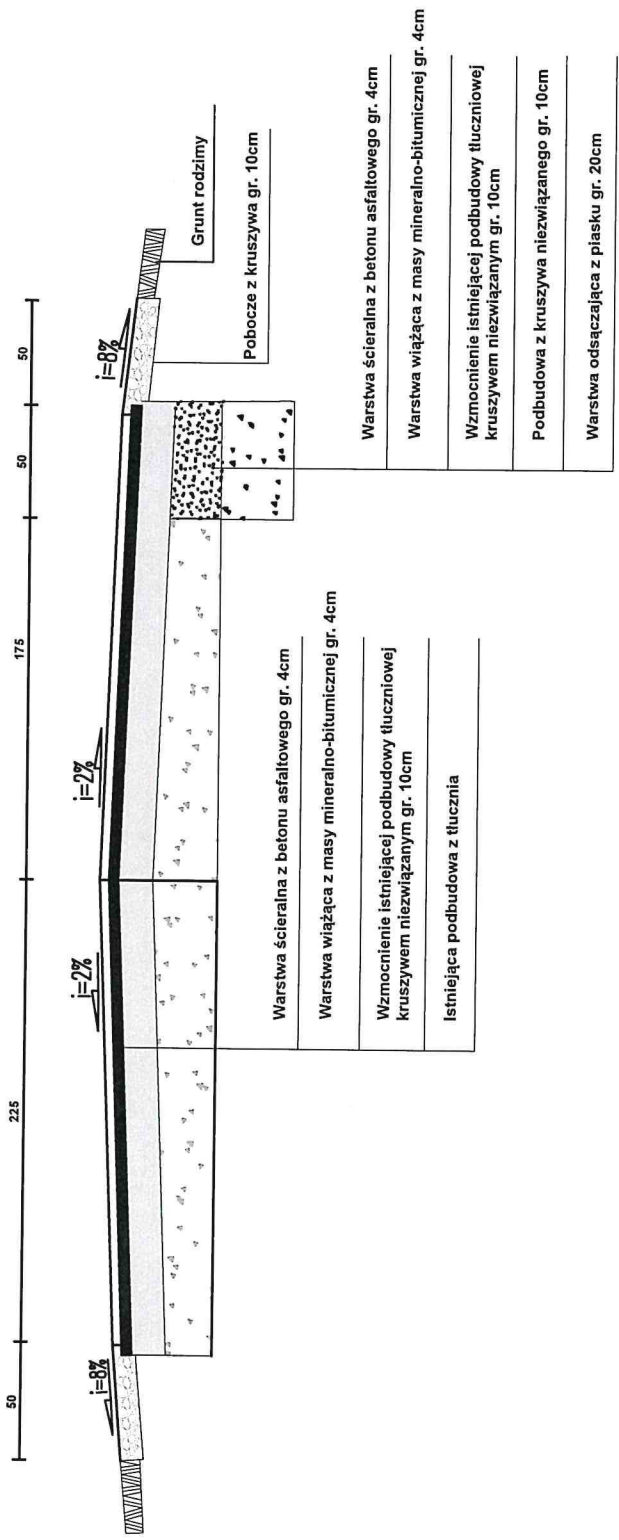 50
225
175
50
50
i=8%
i=2%
i=2%
i=8%
Grunt rodzimy
Pobocze z kruszywa gr. 10cm
Warstwa ścieralna z betonu asfaltowego gr. 4cm
Warstwa wiążąca z masy mineralno-bitumicznej gr. 4cm
Wzmocnienie istniejącej podbudowy tłuczniowej
kruszywem niezwiązanym gr. 10cm
Istniejąca podbudowa z tłucznia
Warstwa ścieralna z betonu asfaltowego gr. 4cm
Warstwa wiążąca z masy mineralno-bitumicznej gr. 4cm
Wzmocnienie istniejącej podbudowy tłuczniowej
kruszywem niezwiązanym gr. 10cm
Podbudowa z kruszywa niezwiązanego gr. 10cm
Warstwa odsączająca z piasku gr. 20cm